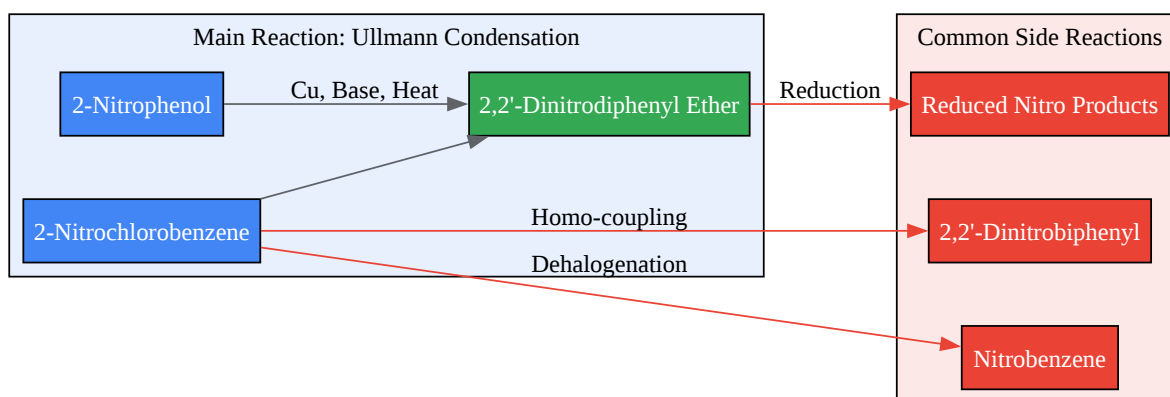 Main Reaction: Ullmann Condensation
Common Side Reactions
2-Nitrophenol
Cu, Base, Heat
2,2'-Dinitrodiphenyl Ether
Reduction
Reduced Nitro Products
2-Nitrochlorobenzene
Homo-coupling
2,2'-Dinitrobiphenyl
Dehalogenation
Nitrobenzene